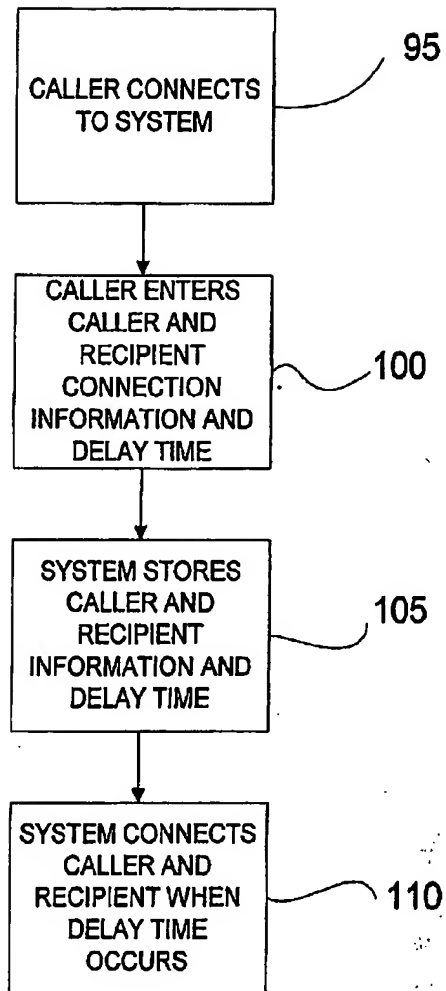 CALLER CONNECTS
TO SYSTEM
95
CALLER ENTERS
CALLER AND
RECIPIENT
CONNECTION
INFORMATION AND
DELAY TIME
100
SYSTEM STORES
CALLER AND
RECIPIENT
INFORMATION AND
DELAY TIME
105
SYSTEM CONNECTS
CALLER AND
RECIPIENT WHEN
DELAY TIME
OCCURS
110